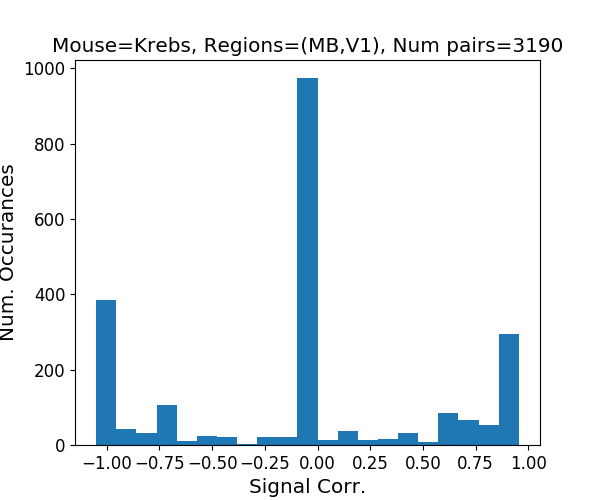 Mouse=Krebs, Regions=(MB,V1), Num pairs=3190
1000
800
600
400
200
0
Num. Occurances
−1.00 −0.75 −0.50 −0.25 0.00 0.25 0.50 0.75 1.00
Signal Corr.